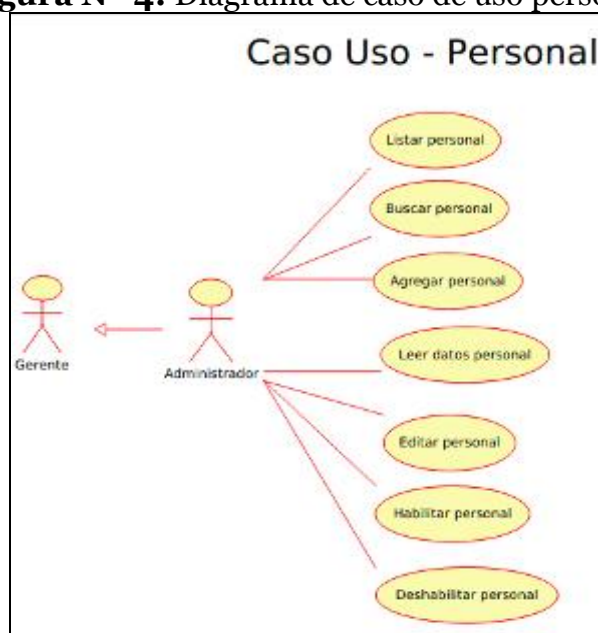 gura N° 4. Diagrama de caso de uso perso
Caso Uso - Personal
Listar personal
Buscar personal
Agregar personal
Leer datos personal
Gerente
Administrador
Editar personal
Habilitar personal
Deshabilitar personal